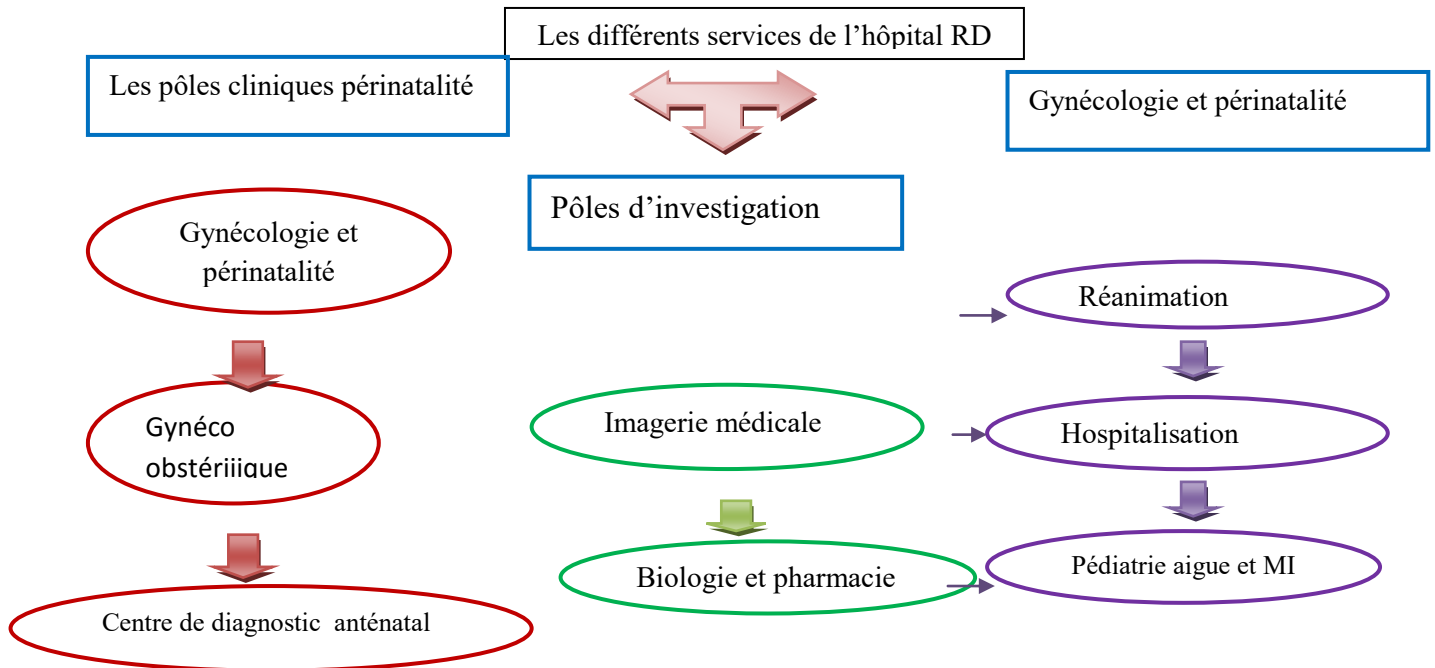 Les différents services de l’hôpital RD
Les pôles cliniques périnatalité
Gynécologie et périnatalité
Pôles d’investigation
Gynécologie et
périnatalité
Réanimation
Gynéco
obstériiique
Imagerie médicale
Hospitalisation
Biologie et pharmacie
Pédiatrie aigue et MI
Centre de diagnostic anténatal